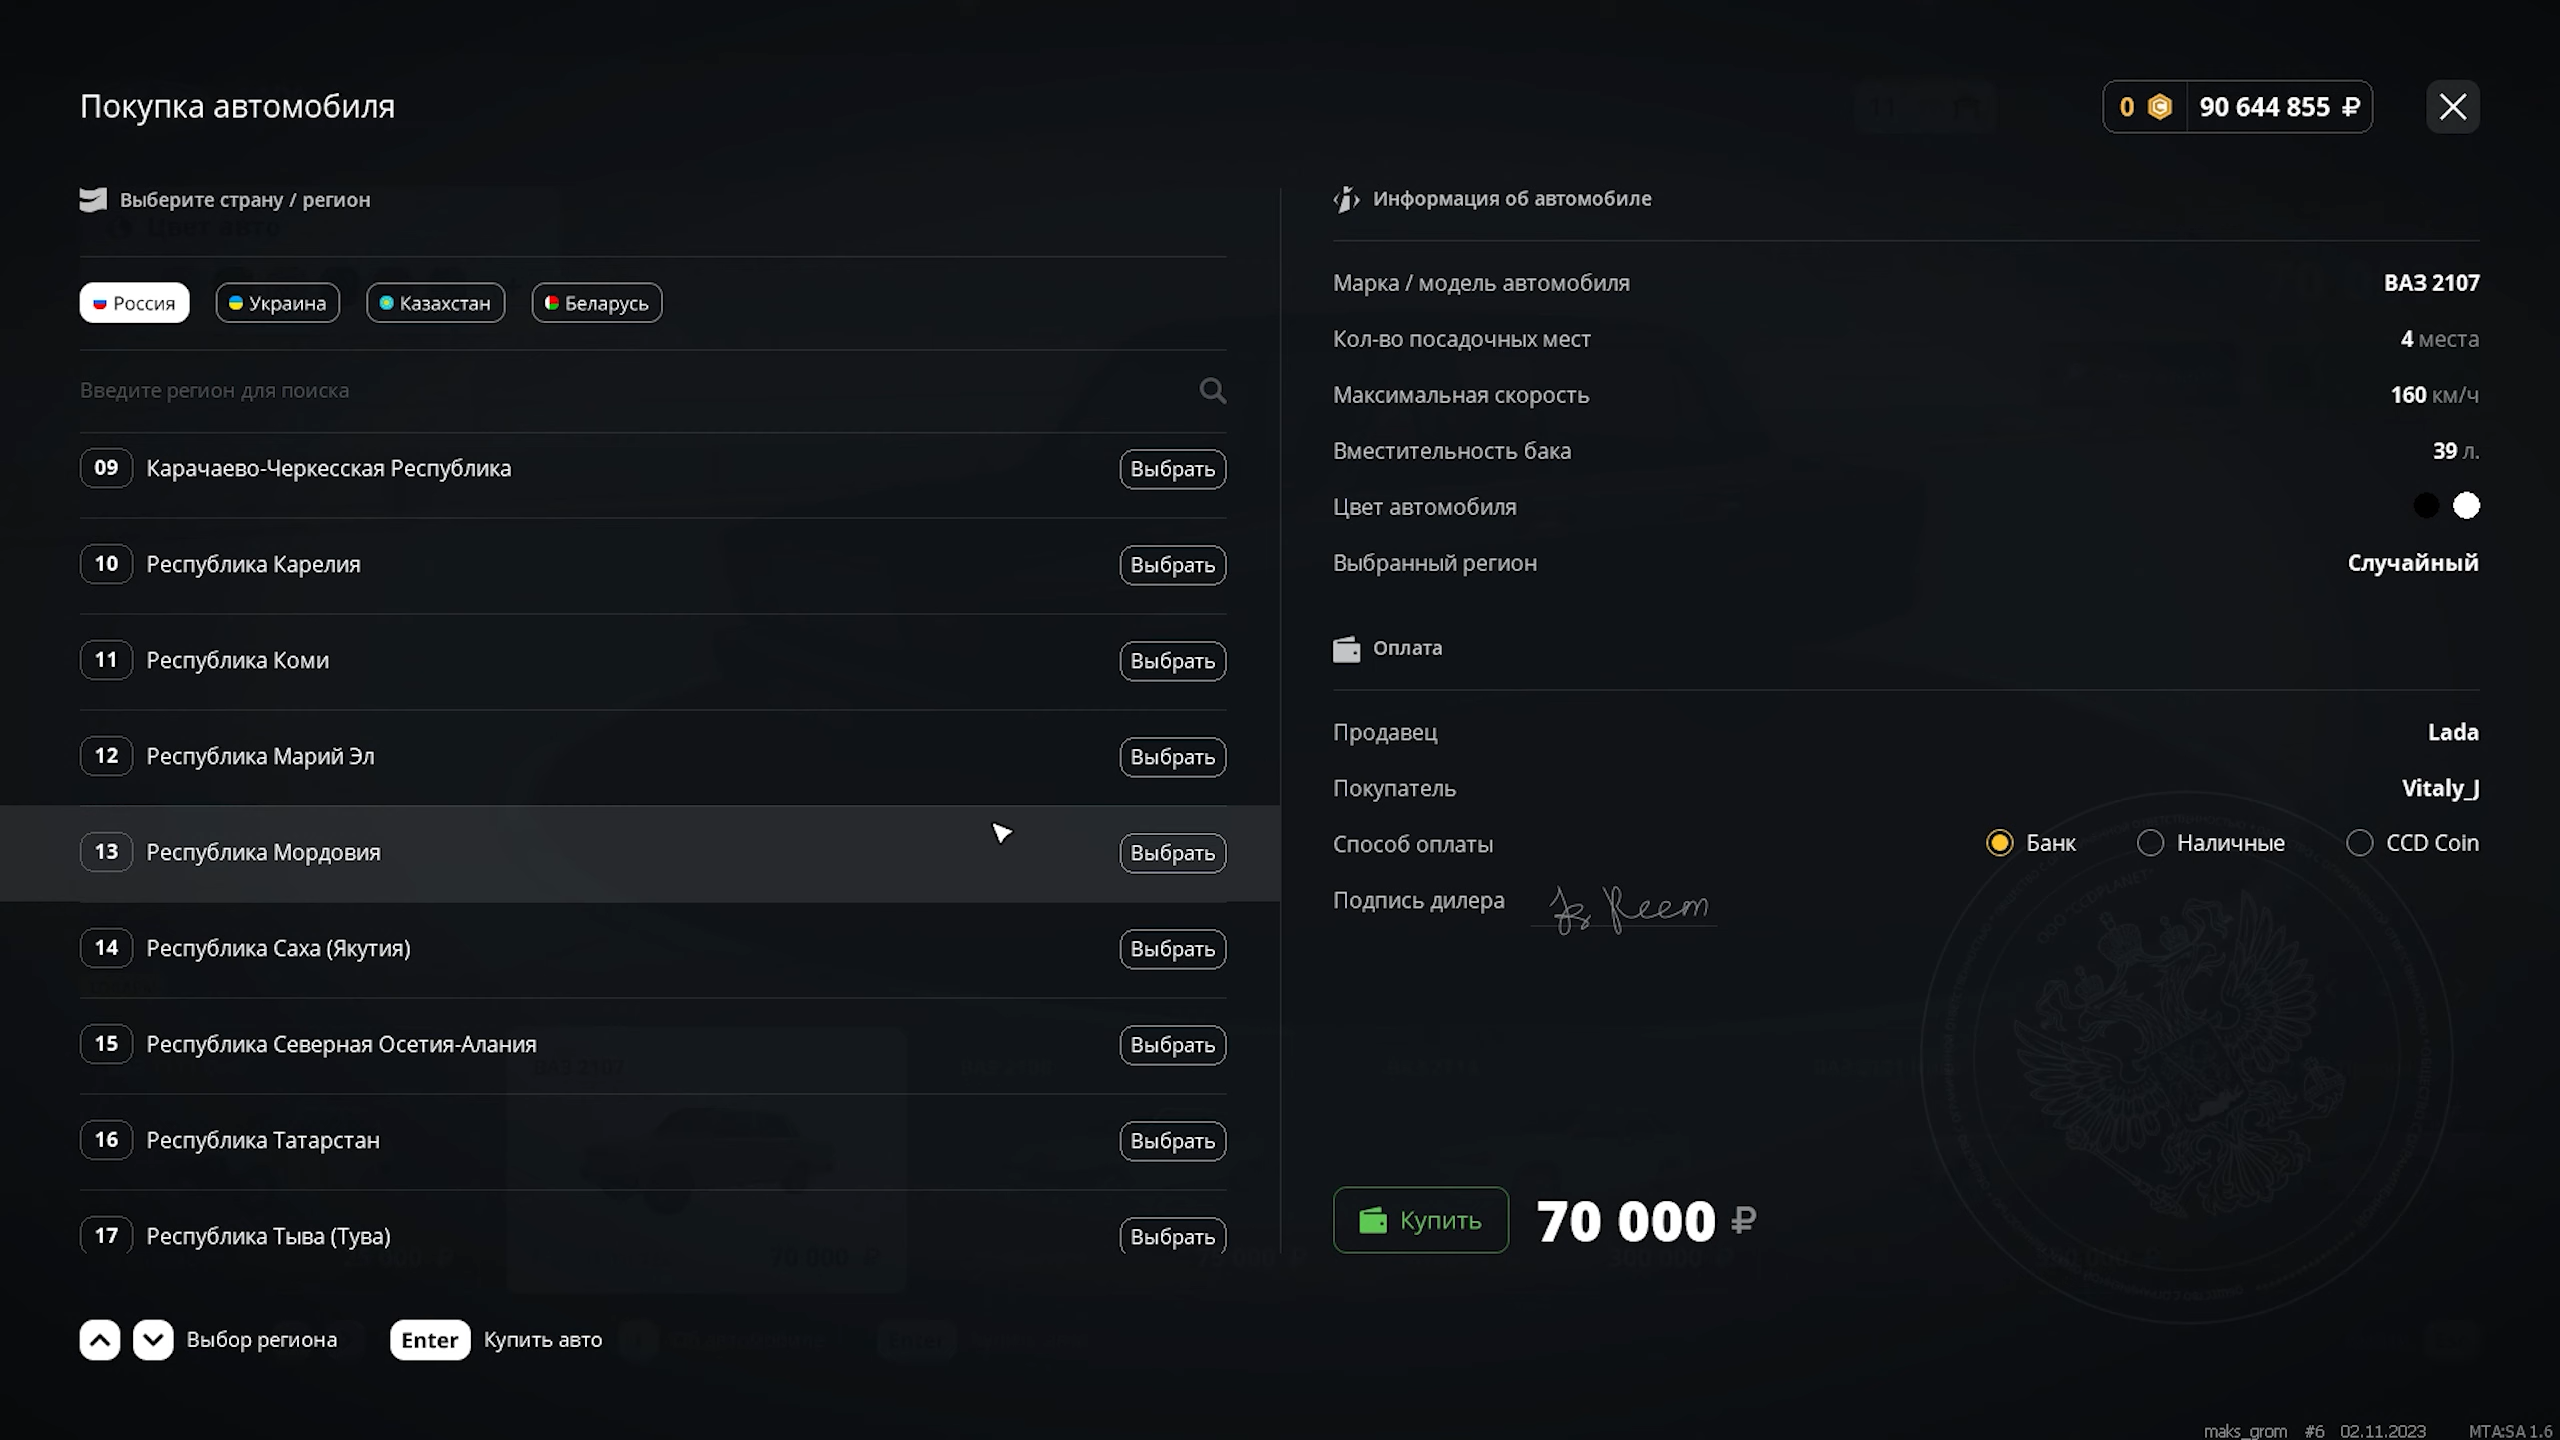 Покупка автомобиля
0 90 644 855 ₽
Выберите страну / регион
Россия Украина Казахстан Беларусь
Введите регион для поиска
09 Карачаево-Черкесская Республика Выбрать
10 Республика Карелия Выбрать
11 Республика Коми Выбрать
12 Республика Марий Эл Выбрать
13 Республика Мордовия Выбрать
14 Республика Саха (Якутия) Выбрать
15 Республика Северная Осетия-Алания Выбрать
16 Республика Татарстан Выбрать
17 Республика Тыва (Тува) Выбрать
Информация об автомобиле
Марка / модель автомобиля ВАЗ 2107
Кол-во посадочных мест 4 места
Максимальная скорость 160 км/ч
Вместительность бака 39 л.
Цвет автомобиля
Выбранный регион Случайный
Оплата
Продавец Lada
Покупатель Vitaly_J
Способ оплаты Банк Наличные CCD Coin
Подпись дилера
Купить 70 000 ₽
Выбор региона Enter Купить авто
maks_grom #6 02.11.2023 MTA:SA 1.6